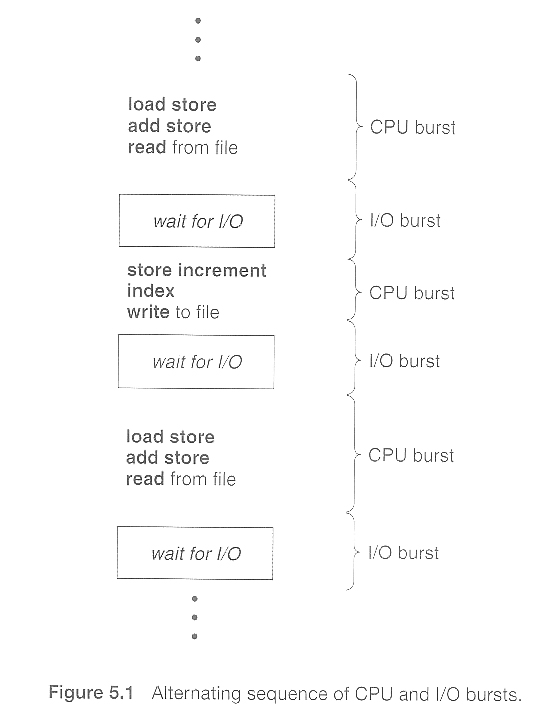 load store
add store
read from file
CPU burst
wait for I/O
I/O burst
store increment
index
write to file
CPU burst
wait for I/O
I/O burst
load store
add store
read from file
CPU burst
wait for I/O
I/O burst
Figure 5.1 Alternating sequence of CPU and I/O bursts.